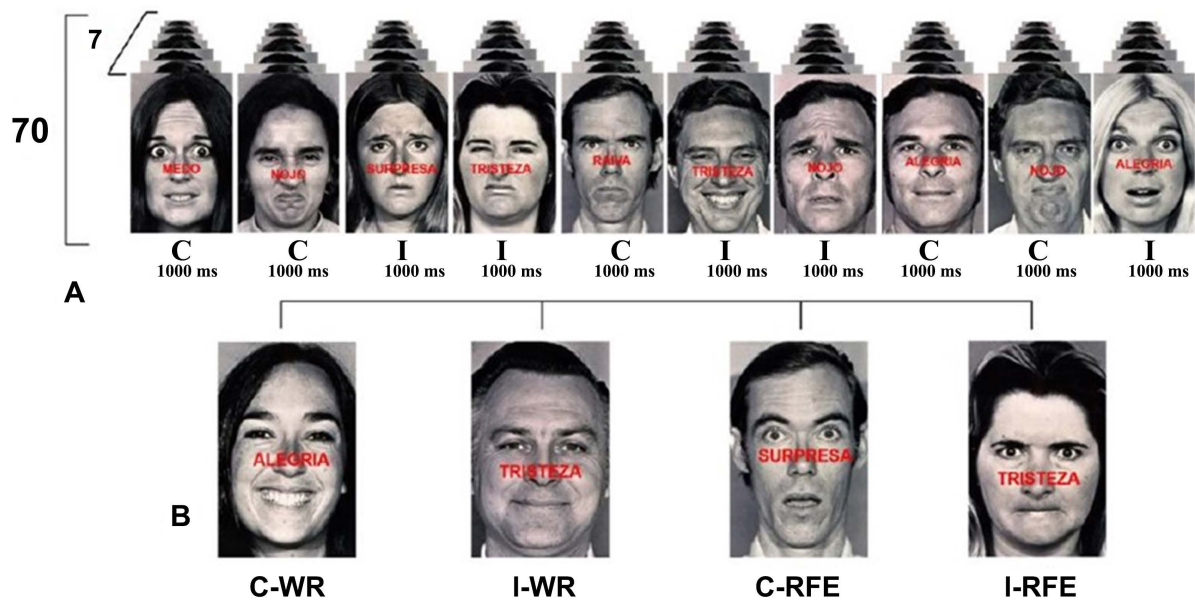 7
70
MEDO NOJO SURPRESA TRISTEZA RAIVA TRISTEZA NOJO ALEGRIA NOJO ALEGRIA
C C I I C I I C C I
1000 ms 1000 ms 1000 ms 1000 ms 1000 ms 1000 ms 1000 ms 1000 ms 1000 ms 1000 ms
A
ALEGRIA TRISTEZA SURPRESA TRISTEZA
B
C-WR I-WR C-RFE I-RFE